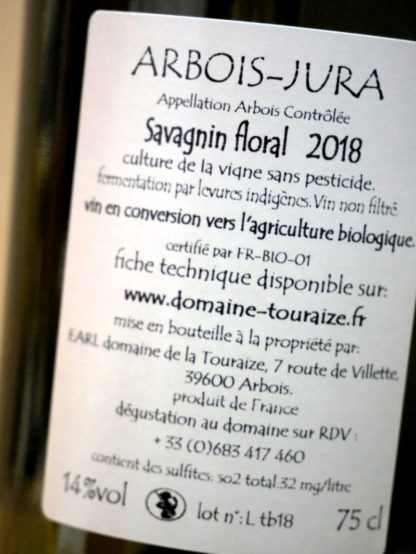 ARBOIS-JURA
Appellation Arbois Contrôlée
Savagnin floral 2018
culture de la vigne sans pesticide.
fermentation par levures indigènes. Vin non filtré.
vin en conversion vers l'agriculture biologique.
certifié par FR-BIO-01
fiche technique disponible sur:
www.domaine-touraize.fr
mise en bouteille à la propriété par:
EARL domaine de la Touraize, 7 route de Villette,
39600 Arbois.
produit de France
dégustation au domaine sur RDV :
+ 33 (0)683 417 460
contient des sulfites: so2 total 32 mg/litre
14%vol lot n°: L tb18 75 cl